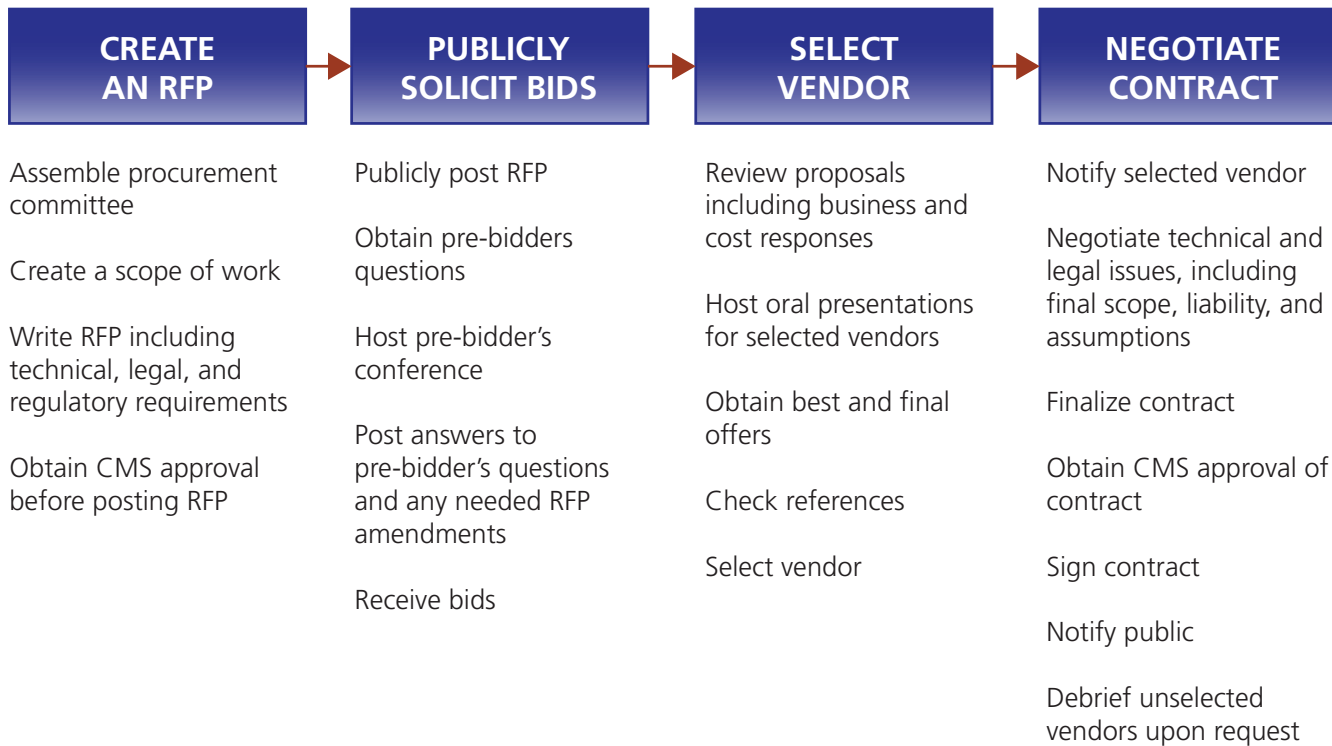 CREATE
AN RFP
PUBLICLY
SOLICIT BIDS
SELECT
VENDOR
NEGOTIATE
CONTRACT
Assemble procurement
committee
Create a scope of work
Write RFP including
technical, legal, and
regulatory requirements
Obtain CMS approval
before posting RFP
Publicly post RFP
Obtain pre-bidders
questions
Host pre-bidder’s
conference
Post answers to
pre-bidder’s questions
and any needed RFP
amendments
Receive bids
Review proposals
including business and
cost responses
Host oral presentations
for selected vendors
Obtain best and final
offers
Check references
Select vendor
Notify selected vendor
Negotiate technical and
legal issues, including
final scope, liability, and
assumptions
Finalize contract
Obtain CMS approval of
contract
Sign contract
Notify public
Debrief unselected
vendors upon request